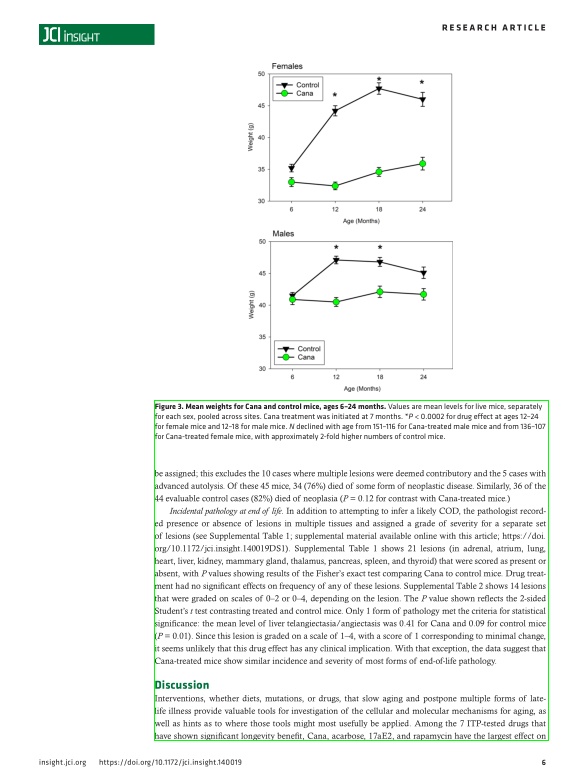 JCI INSIGHT
RESEARCH ARTICLE
Females
50
45
40
35
30
Weight (g)
Control
Cana
*
*
*
6
12
18
24
Age (Months)
Males
50
45
40
35
30
Weight (g)
*
*
Control
Cana
6
12
18
24
Age (Months)
Figure 3. Mean weights for Cana and control mice, ages 6–24 months. Values are mean levels for live mice, separately
for each sex, pooled across sites. Cana treatment was initiated at 7 months. *P < 0.0002 for drug effect at ages 12–24
for female mice and 12–18 for male mice. N declined with age from 151–116 for Cana-treated male mice and from 136–107
for Cana-treated female mice, with approximately 2-fold higher numbers of control mice.
be assigned; this excludes the 10 cases where multiple lesions were deemed contributory and the 5 cases with
advanced autolysis. Of these 45 mice, 34 (76%) died of some form of neoplastic disease. Similarly, 36 of the
44 evaluable control cases (82%) died of neoplasia (P = 0.12 for contrast with Cana-treated mice.)
Incidental pathology at end of life. In addition to attempting to infer a likely COD, the pathologist record-
ed presence or absence of lesions in multiple tissues and assigned a grade of severity for a separate set
of lesions (see Supplemental Table 1; supplemental material available online with this article; https://doi.
org/10.1172/jci.insight.140019DS1). Supplemental Table 1 shows 21 lesions (in adrenal, atrium, lung,
heart, liver, kidney, mammary gland, thalamus, pancreas, spleen, and thyroid) that were scored as present or
absent, with P values showing results of the Fisher's exact test comparing Cana to control mice. Drug treat-
ment had no significant effects on frequency of any of these lesions. Supplemental Table 2 shows 14 lesions
that were graded on scales of 0–2 or 0–4, depending on the lesion. The P value shown reflects the 2-sided
Student's t test contrasting treated and control mice. Only 1 form of pathology met the criteria for statistical
significance: the mean level of liver telangiectasia/angiectasis was 0.41 for Cana and 0.09 for control mice
(P = 0.01). Since this lesion is graded on a scale of 1–4, with a score of 1 corresponding to minimal change,
it seems unlikely that this drug effect has any clinical implication. With that exception, the data suggest that
Cana-treated mice show similar incidence and severity of most forms of end-of-life pathology.
Discussion
Interventions, whether diets, mutations, or drugs, that slow aging and postpone multiple forms of late-
life illness provide valuable tools for investigation of the cellular and molecular mechanisms for aging, as
well as hints as to where those tools might most usefully be applied. Among the 7 ITP-tested drugs that
have shown significant longevity benefit, Cana, acarbose, 17aE2, and rapamycin have the largest effect on
insight.jci.org https://doi.org/10.1172/jci.insight.140019
6